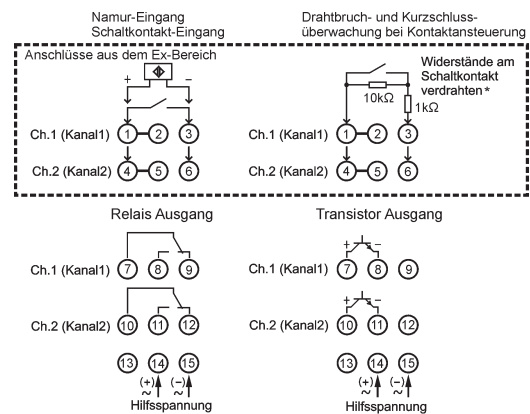 Namur-Eingang
Schaltkontakt-Eingang
Drahtbruch- und Kurzschluss-
überwachung bei Kontaktansteuerung
Anschlüsse aus dem Ex-Bereich
+ −
Widerstände am
Schaltkontakt
verdrahten *
10kΩ
1kΩ
Ch.1 (Kanal1) 1 2 3
Ch.1 (Kanal1) 1 2 3
Ch.2 (Kanal2) 4 5 6
Ch.2 (Kanal2) 4 5 6
Relais Ausgang
Transistor Ausgang
Ch.1 (Kanal1) 7 8 9
+ −
Ch.1 (Kanal1) 7 8 9
Ch.2 (Kanal2) 10 11 12
+ −
Ch.2 (Kanal2) 10 11 12
13 14 15
13 14 15
(+) (−)
~ ~
(+) (−)
~ ~
Hilfsspannung
Hilfsspannung